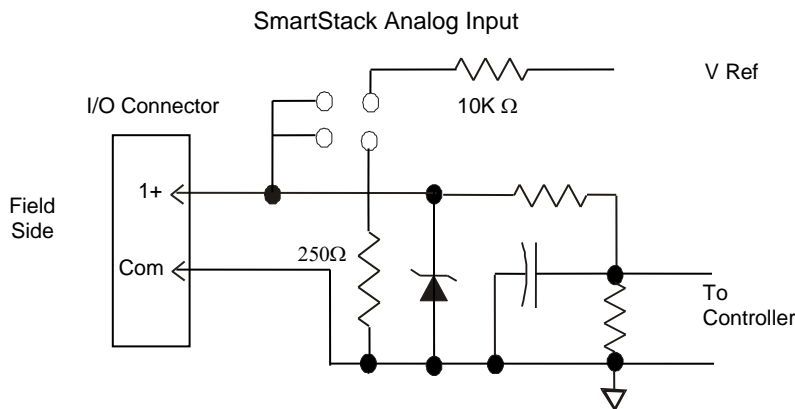 SmartStack Analog Input
V Ref
I/O Connector
10K Ω
1+
Field
Side
250Ω
Com
To
Controller